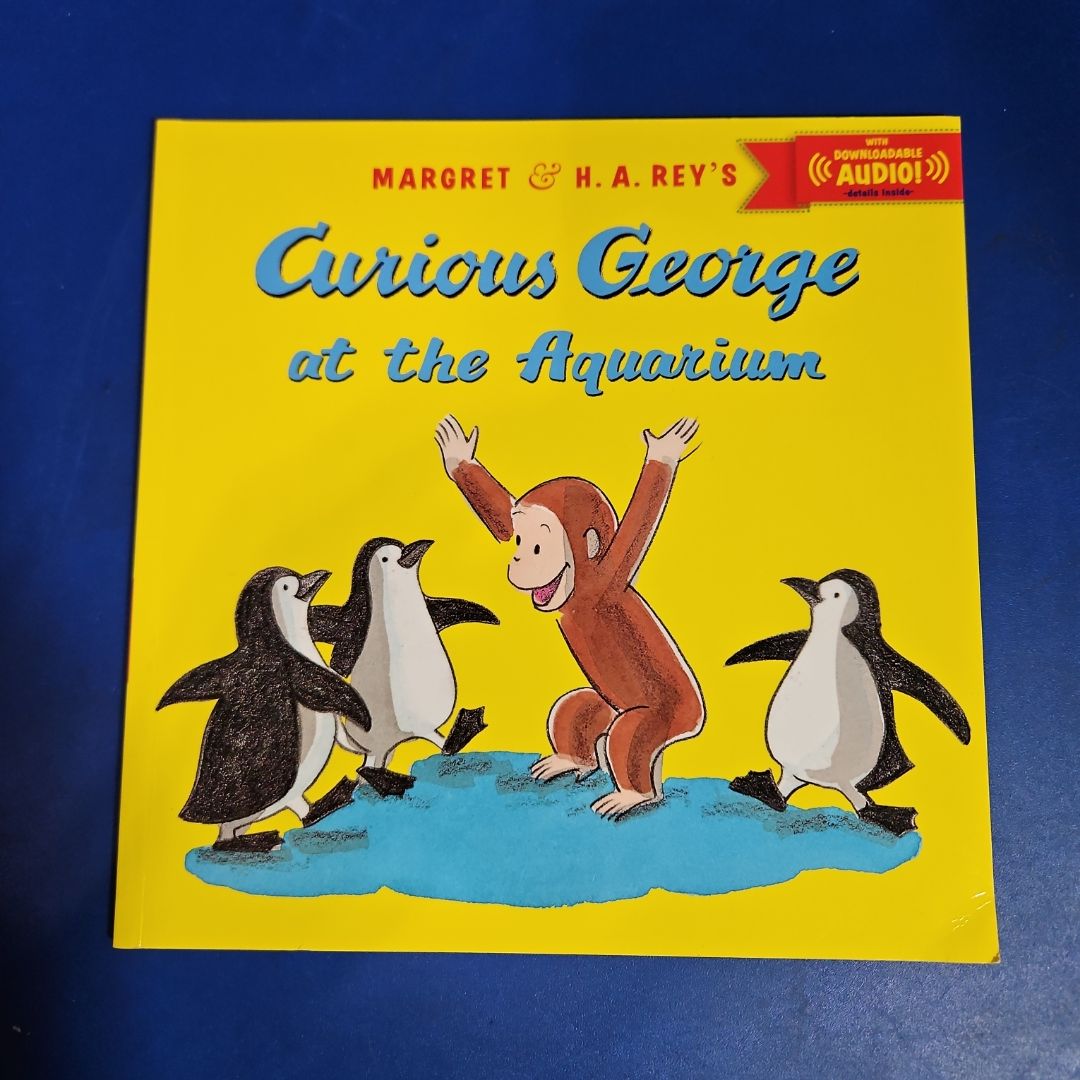 MARGRET & H. A. REY'S
WITH
DOWNLOADABLE
AUDIO!
-details inside-
Curious George
at the Aquarium